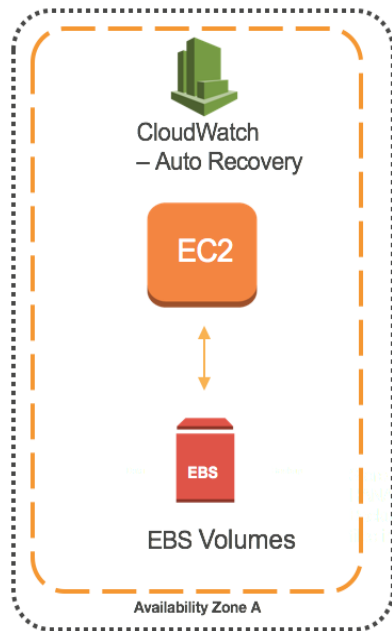 CloudWatch
– Auto Recovery
EC2
EBS
EBS Volumes
Availability Zone A